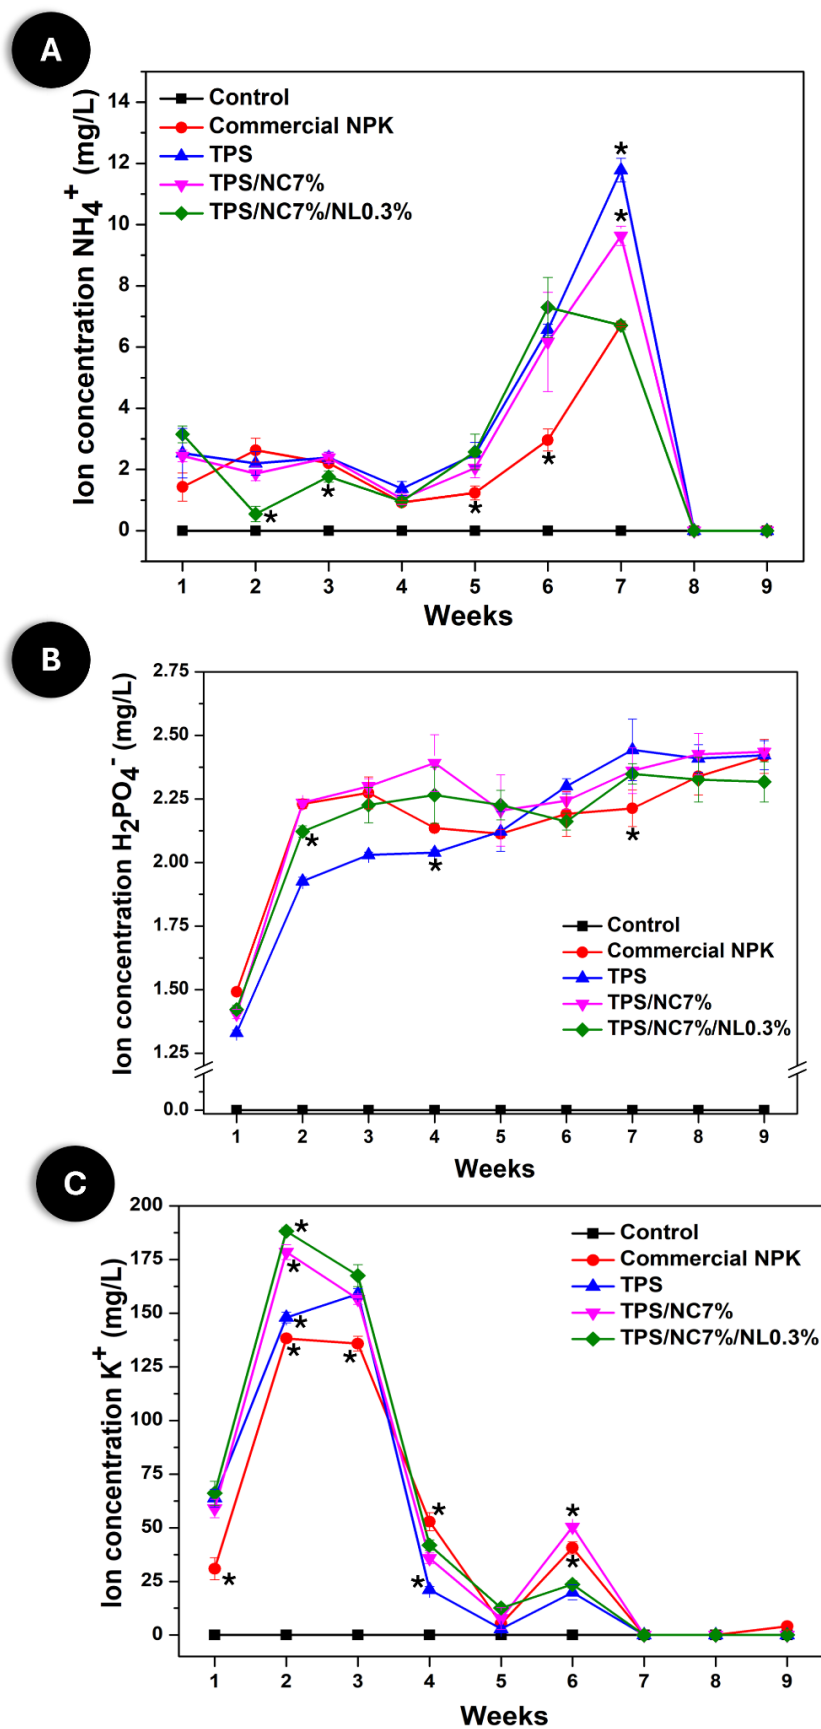 A
Ion concentration NH4+ (mg/L)
14
12
10
8
6
4
2
0
Control
Commercial NPK
TPS
TPS/NC7%
TPS/NC7%/NL0.3%
*
*
*
*
*
*
1 2 3 4 5 6 7 8 9
Weeks
B
Ion concentration H2PO4- (mg/L)
2.75
2.50
2.25
2.00
1.75
1.50
1.25
0.0
*
*
*
Control
Commercial NPK
TPS
TPS/NC7%
TPS/NC7%/NL0.3%
1 2 3 4 5 6 7 8 9
Weeks
C
Ion concentration K+ (mg/L)
200
175
150
125
100
75
50
25
0
Control
Commercial NPK
TPS
TPS/NC7%
TPS/NC7%/NL0.3%
*
*
*
*
*
*
*
*
*
*
1 2 3 4 5 6 7 8 9
Weeks